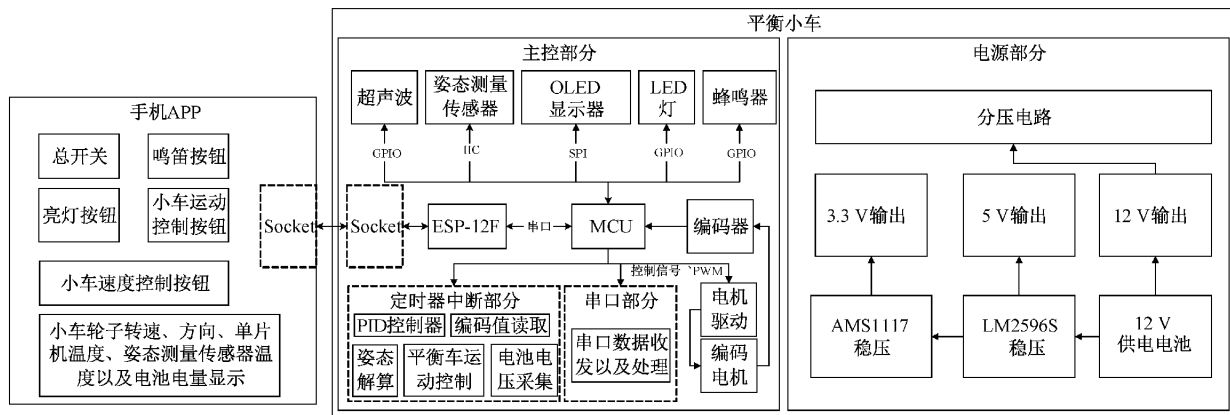 平衡小车
手机APP
总开关
鸣笛按钮
亮灯按钮
小车运动
控制按钮
小车速度控制按钮
小车轮子转速、方向、单片
机温度、姿态测量传感器温
度以及电池电量显示
Socket
主控部分
超声波
姿态测量
传感器
OLED
显示器
LED
灯
蜂鸣器
GPIO
IIC
SPI
GPIO
GPIO
Socket
ESP-12F
串口
MCU
编码器
控制信号、PWM
定时器中断部分
PID控制器
编码值读取
姿态
解算
平衡车运
动控制
电池电
压采集
串口部分
串口数据收
发以及处理
电机
驱动
编码
电机
电源部分
分压电路
3.3 V输出
5 V输出
12 V输出
AMS1117
稳压
LM2596S
稳压
12 V
供电电池